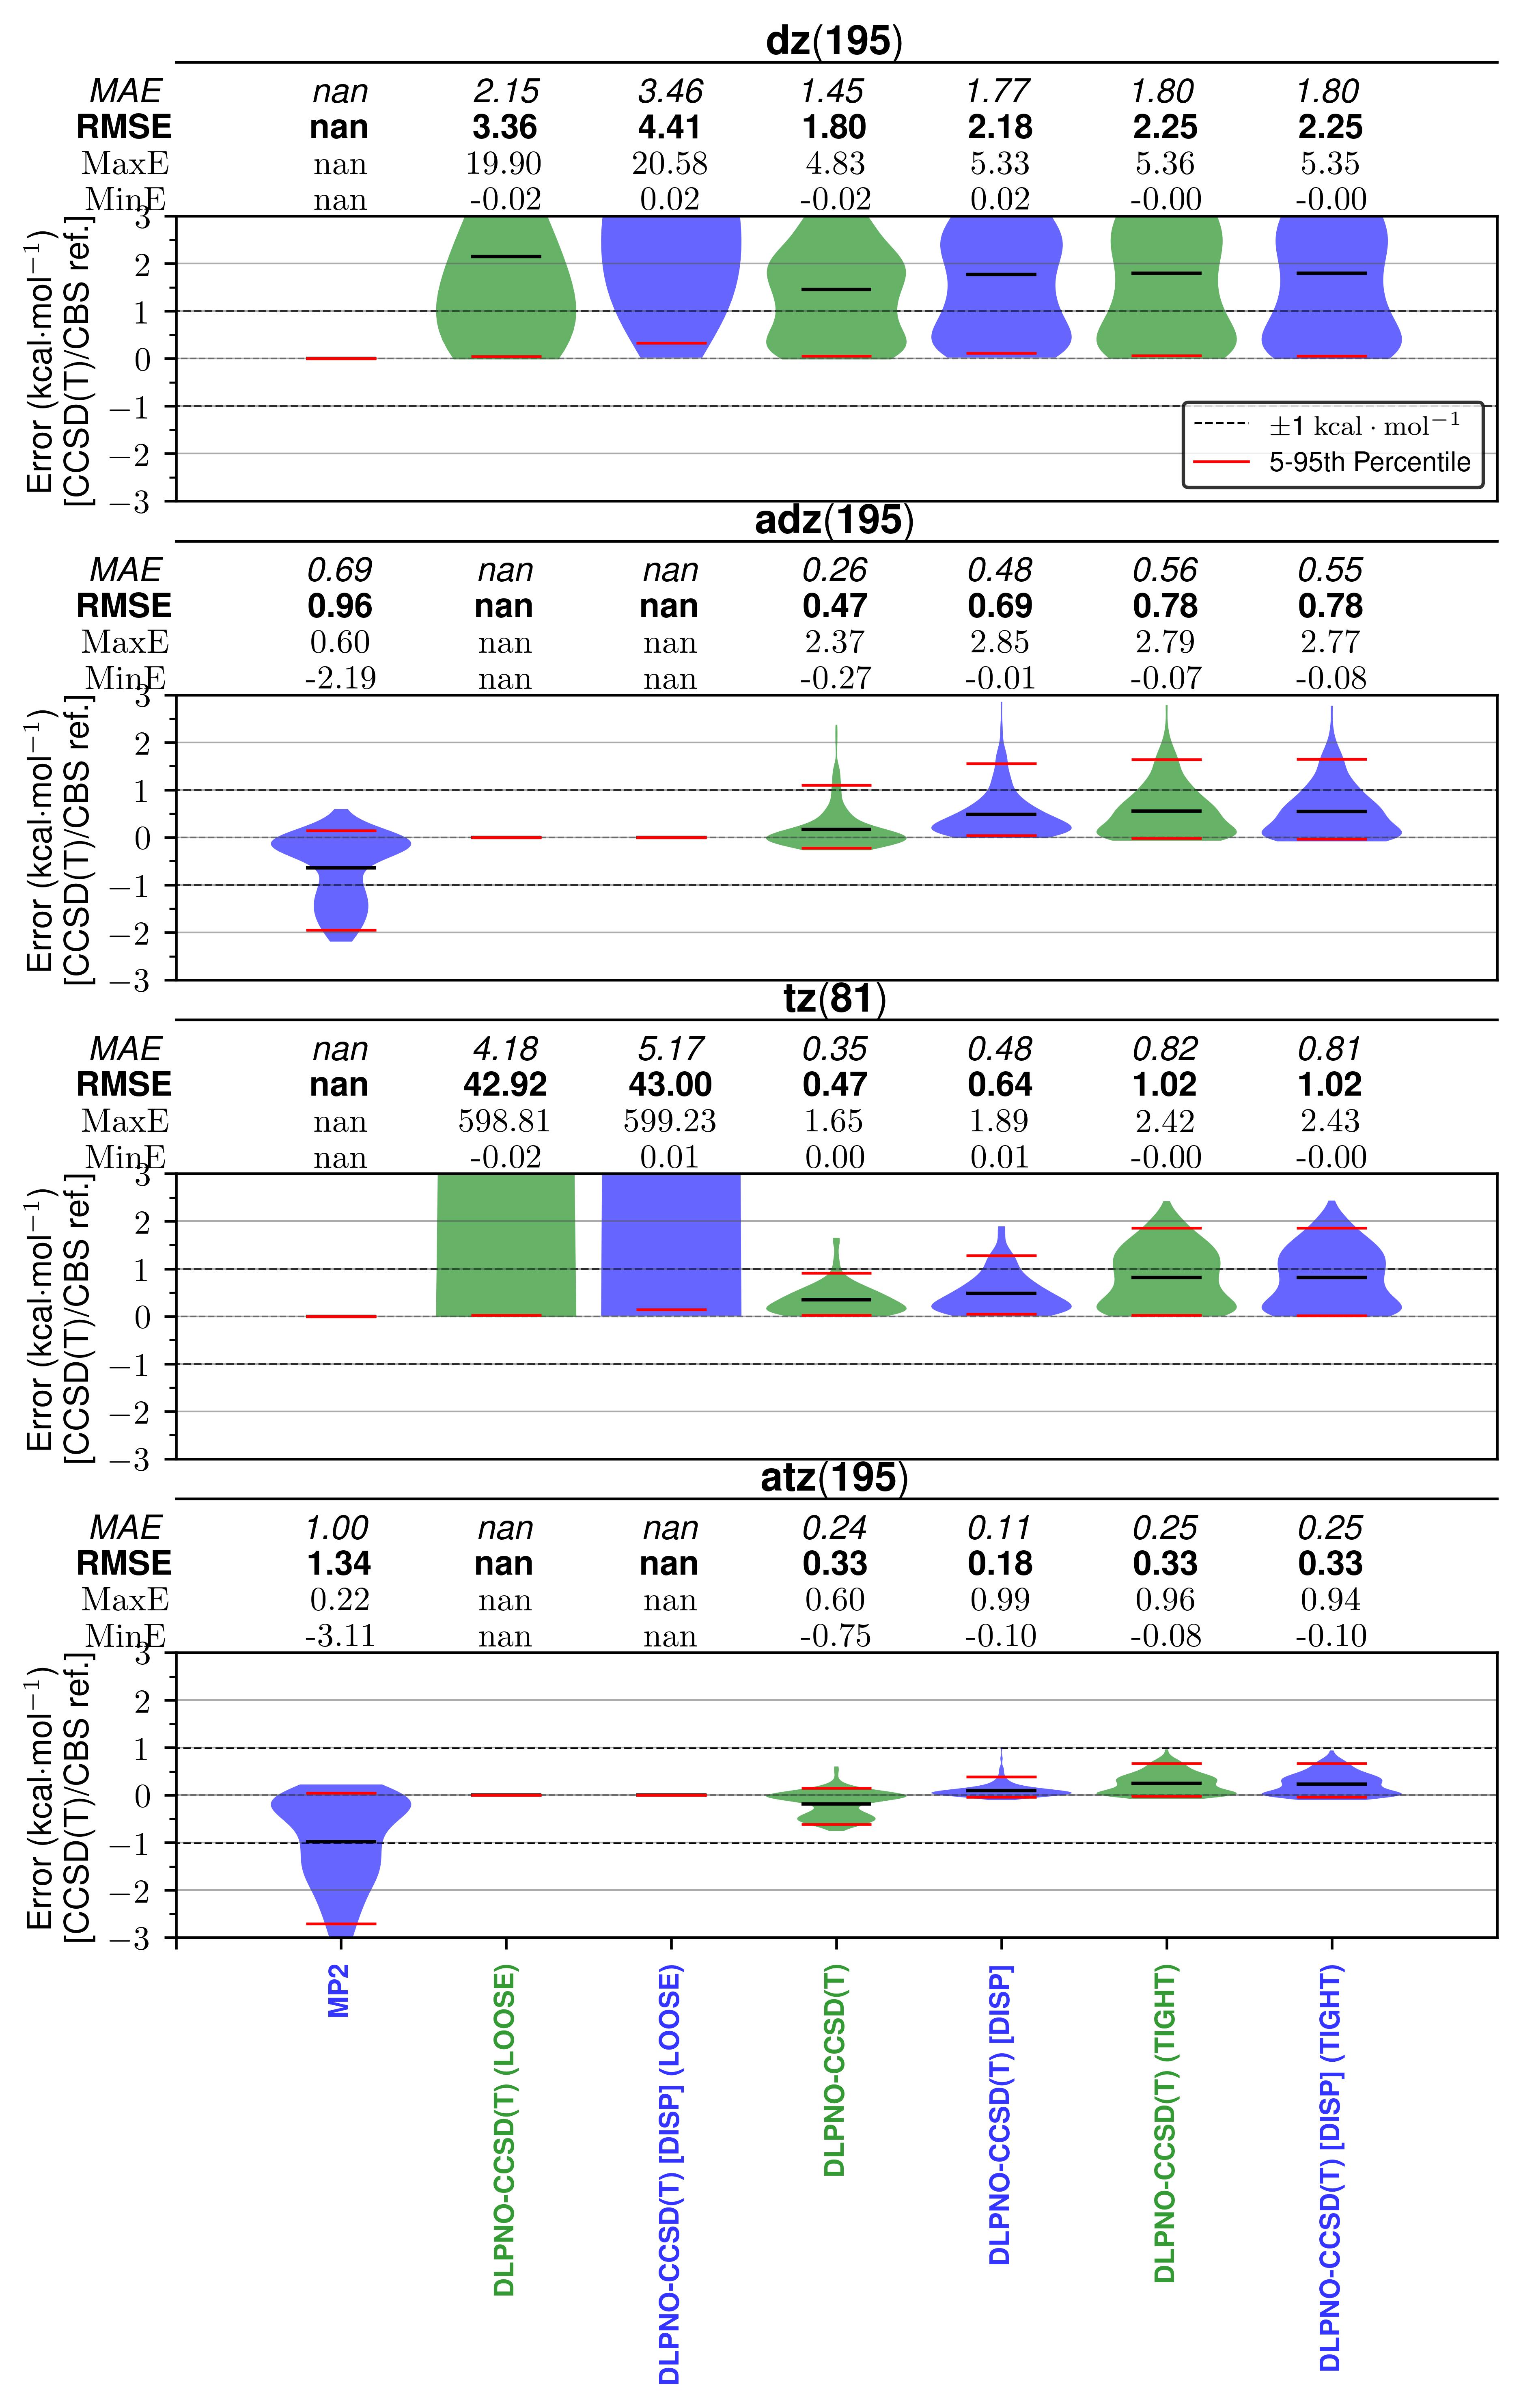 dz(195)
MAE nan 2.15 3.46 1.45 1.77 1.80 1.80
RMSE nan 3.36 4.41 1.80 2.18 2.25 2.25
MaxE nan 19.90 20.58 4.83 5.33 5.36 5.35
MinE nan -0.02 0.02 -0.02 0.02 -0.00 -0.00
Error (kcal·mol⁻¹)
[CCSD(T)/CBS ref.]
3
2
1
0
−1
−2
−3
±1 kcal · mol⁻¹
5-95th Percentile
adz(195)
MAE 0.69 nan nan 0.26 0.48 0.56 0.55
RMSE 0.96 nan nan 0.47 0.69 0.78 0.78
MaxE 0.60 nan nan 2.37 2.85 2.79 2.77
MinE -2.19 nan nan -0.27 -0.01 -0.07 -0.08
Error (kcal·mol⁻¹)
[CCSD(T)/CBS ref.]
3
2
1
0
−1
−2
−3
tz(81)
MAE nan 4.18 5.17 0.35 0.48 0.82 0.81
RMSE nan 42.92 43.00 0.47 0.64 1.02 1.02
MaxE nan 598.81 599.23 1.65 1.89 2.42 2.43
MinE nan -0.02 0.01 0.00 0.01 -0.00 -0.00
Error (kcal·mol⁻¹)
[CCSD(T)/CBS ref.]
3
2
1
0
−1
−2
−3
atz(195)
MAE 1.00 nan nan 0.24 0.11 0.25 0.25
RMSE 1.34 nan nan 0.33 0.18 0.33 0.33
MaxE 0.22 nan nan 0.60 0.99 0.96 0.94
MinE -3.11 nan nan -0.75 -0.10 -0.08 -0.10
Error (kcal·mol⁻¹)
[CCSD(T)/CBS ref.]
3
2
1
0
−1
−2
−3
MP2
DLPNO-CCSD(T) (LOOSE)
DLPNO-CCSD(T) [DISP] (LOOSE)
DLPNO-CCSD(T)
DLPNO-CCSD(T) [DISP]
DLPNO-CCSD(T) (TIGHT)
DLPNO-CCSD(T) [DISP] (TIGHT)